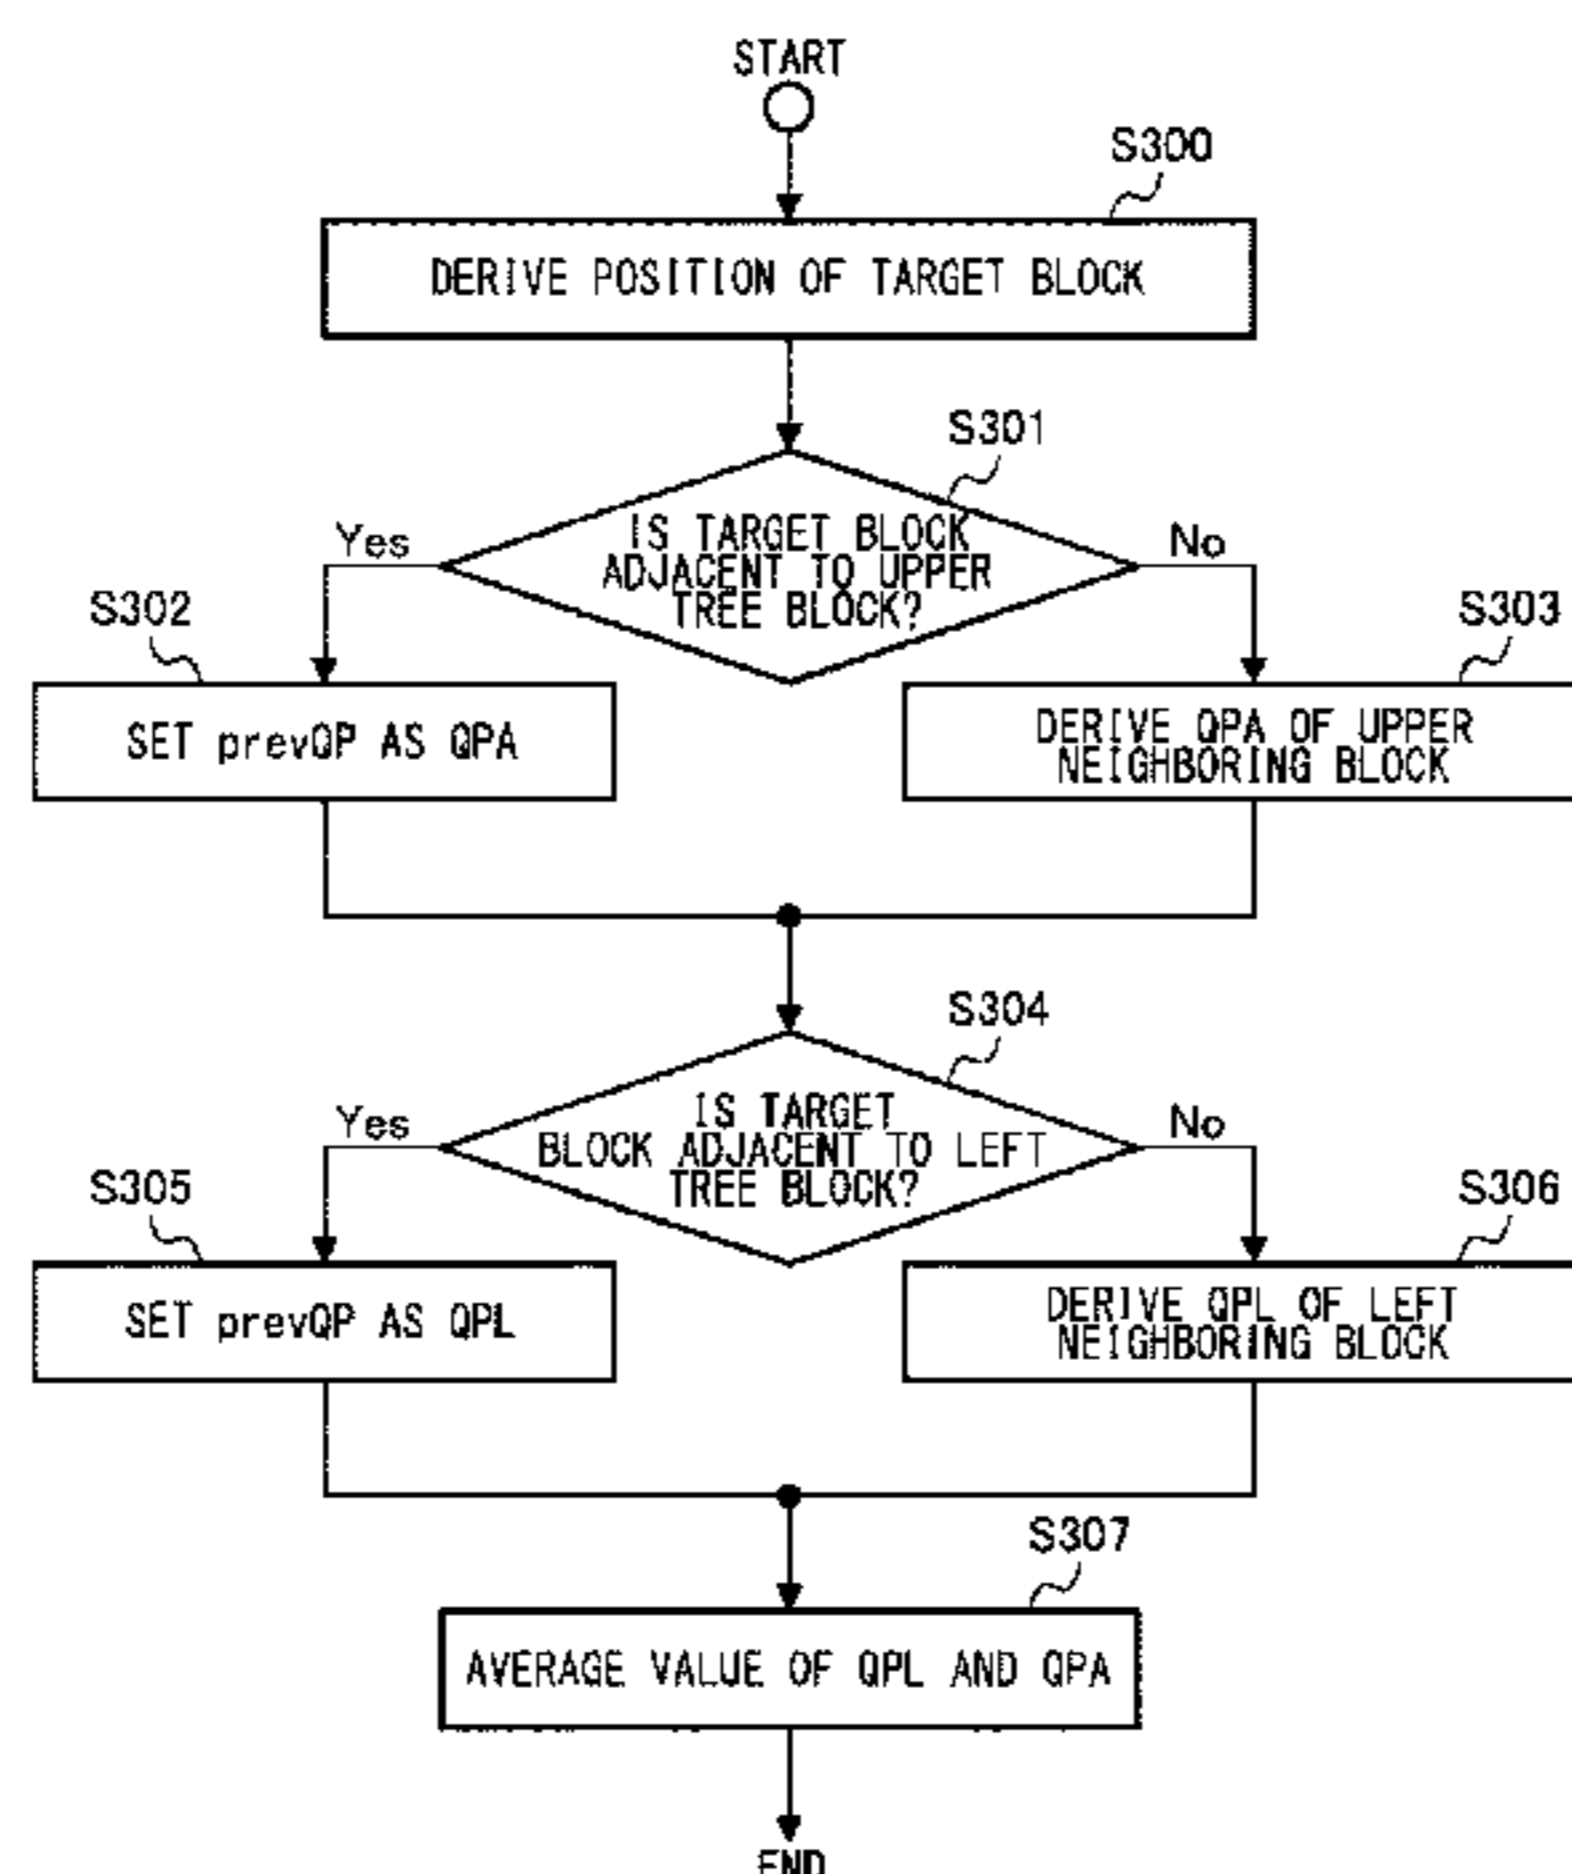 START
S300
DERIVE POSITION OF TARGET BLOCK
S301
IS TARGET BLOCK
ADJACENT TO UPPER
TREE BLOCK?
Yes
No
S302
S303
SET prevQP AS QPA
DERIVE QPA OF UPPER
NEIGHBORING BLOCK
S304
IS TARGET
BLOCK ADJACENT TO LEFT
TREE BLOCK?
Yes
No
S305
S306
SET prevQP AS QPL
DERIVE QPL OF LEFT
NEIGHBORING BLOCK
S307
AVERAGE VALUE OF QPL AND QPA
END